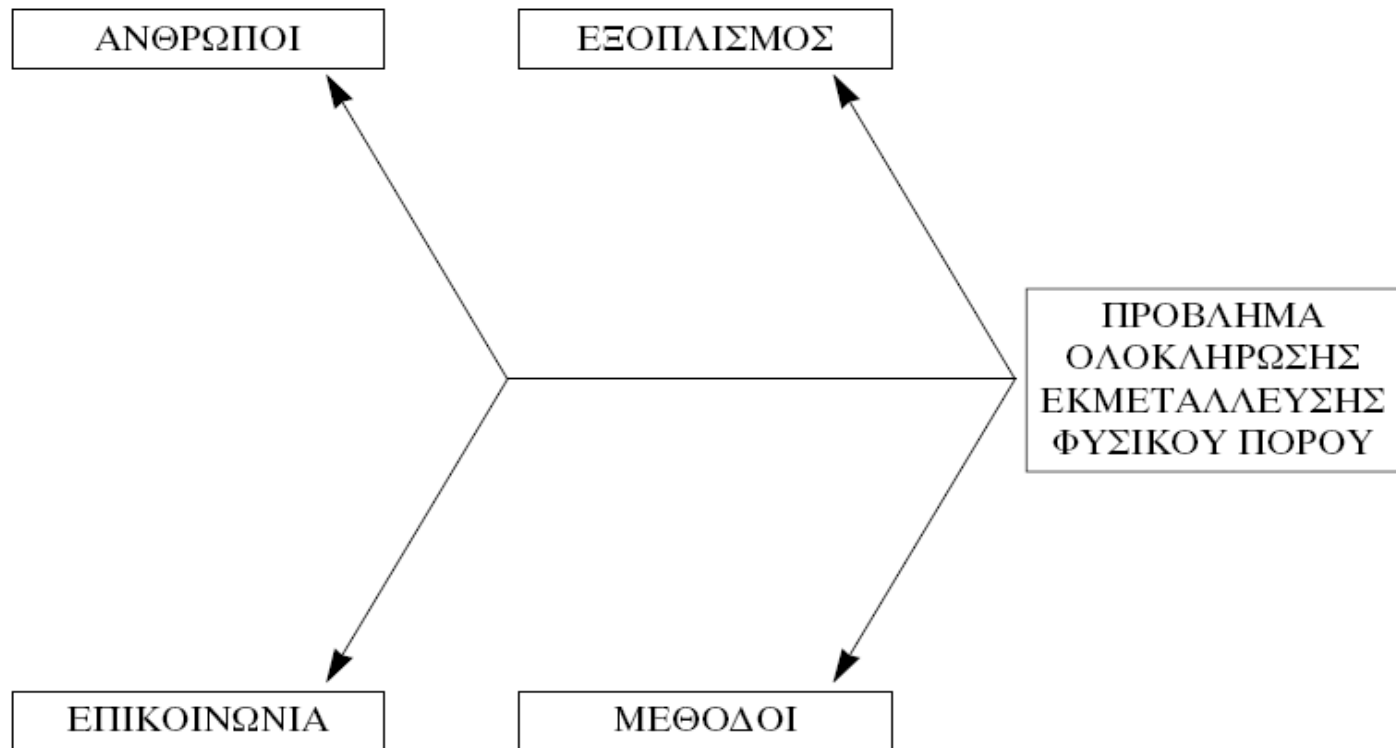 ΑΝΘΡΩΠΟΙ
ΕΞΟΠΛΙΣΜΟΣ
ΠΡΟΒΛΗΜΑ
ΟΛΟΚΛΗΡΩΣΗΣ
ΕΚΜΕΤΑΛΛΕΥΣΗΣ
ΦΥΣΙΚΟΥ ΠΟΡΟΥ
ΕΠΙΚΟΙΝΩΝΙΑ
ΜΕΘΟΔΟΙ